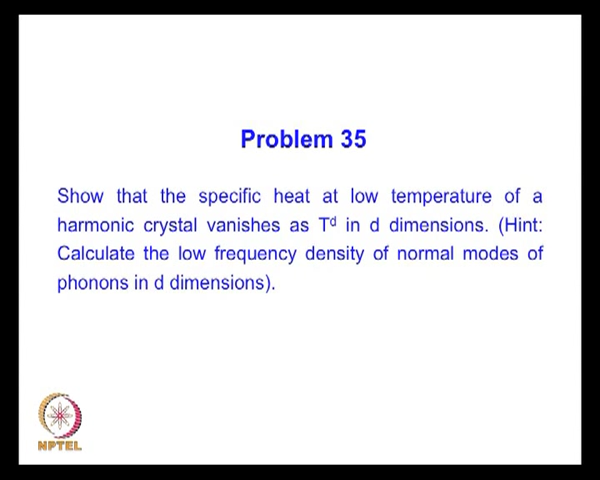 Problem 35
Show that the specific heat at low temperature of a
harmonic crystal vanishes as Tᵈ in d dimensions. (Hint:
Calculate the low frequency density of normal modes of
phonons in d dimensions).
NPTEL